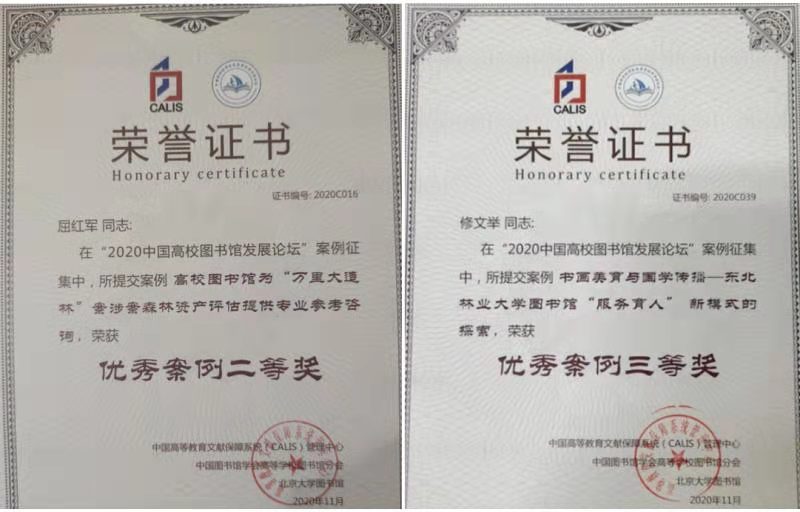 CALIS
荣誉证书
Honorary certificate
证书编号: 2020C016
屈红军 同志:
在“2020中国高校图书馆发展论坛”案例征
集中，所提交案例 高校图书馆为“万里大造
林”案涉案森林资产评估提供专业参考咨
询，荣获
优秀案例二等奖
中国高等教育文献保障系统（CALIS）管理中心
中国图书馆学会高等学校图书馆分会
北京大学图书馆
2020年11月
CALIS
荣誉证书
Honorary certificate
证书编号: 2020C039
修文举 同志:
在“2020中国高校图书馆发展论坛”案例征集
中，所提交案例 书画美育与国学传播—东北
林业大学图书馆“服务育人”新模式的
探索，荣获
优秀案例三等奖
中国高等教育文献保障系统（CALIS）管理中心
中国图书馆学会高等学校图书馆分会
北京大学图书馆
2020年11月